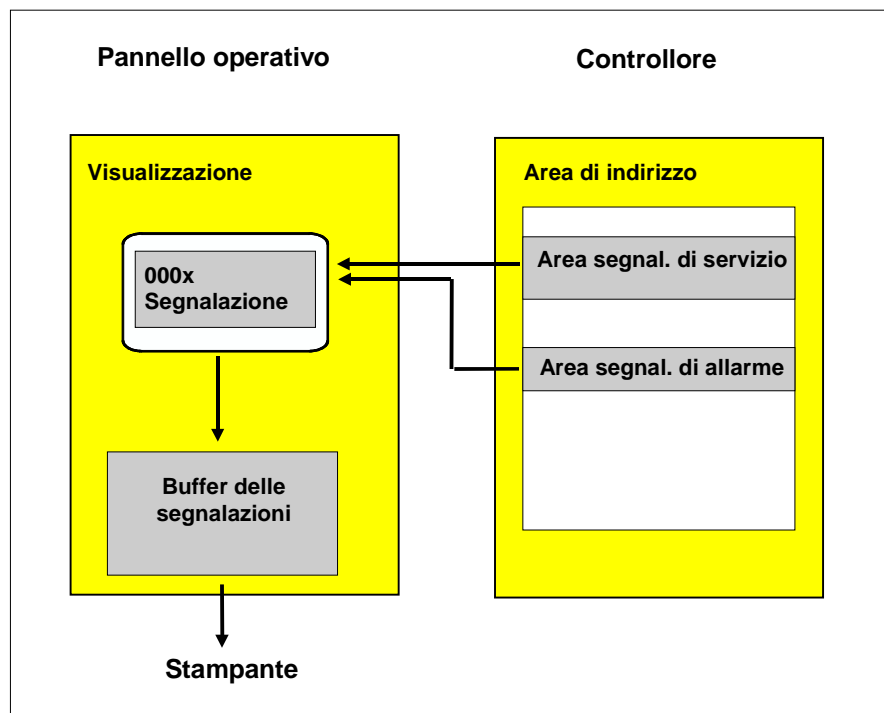 Pannello operativo
Controllore
Visualizzazione
000x
Segnalazione
Buffer delle
segnalazioni
Stampante
Area di indirizzo
Area segnal. di servizio
Area segnal. di allarme